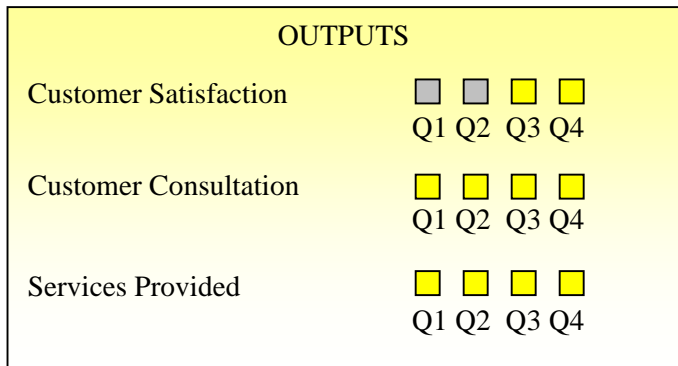 OUTPUTS
Customer Satisfaction
Q1 Q2 Q3 Q4
Customer Consultation
Q1 Q2 Q3 Q4
Services Provided
Q1 Q2 Q3 Q4